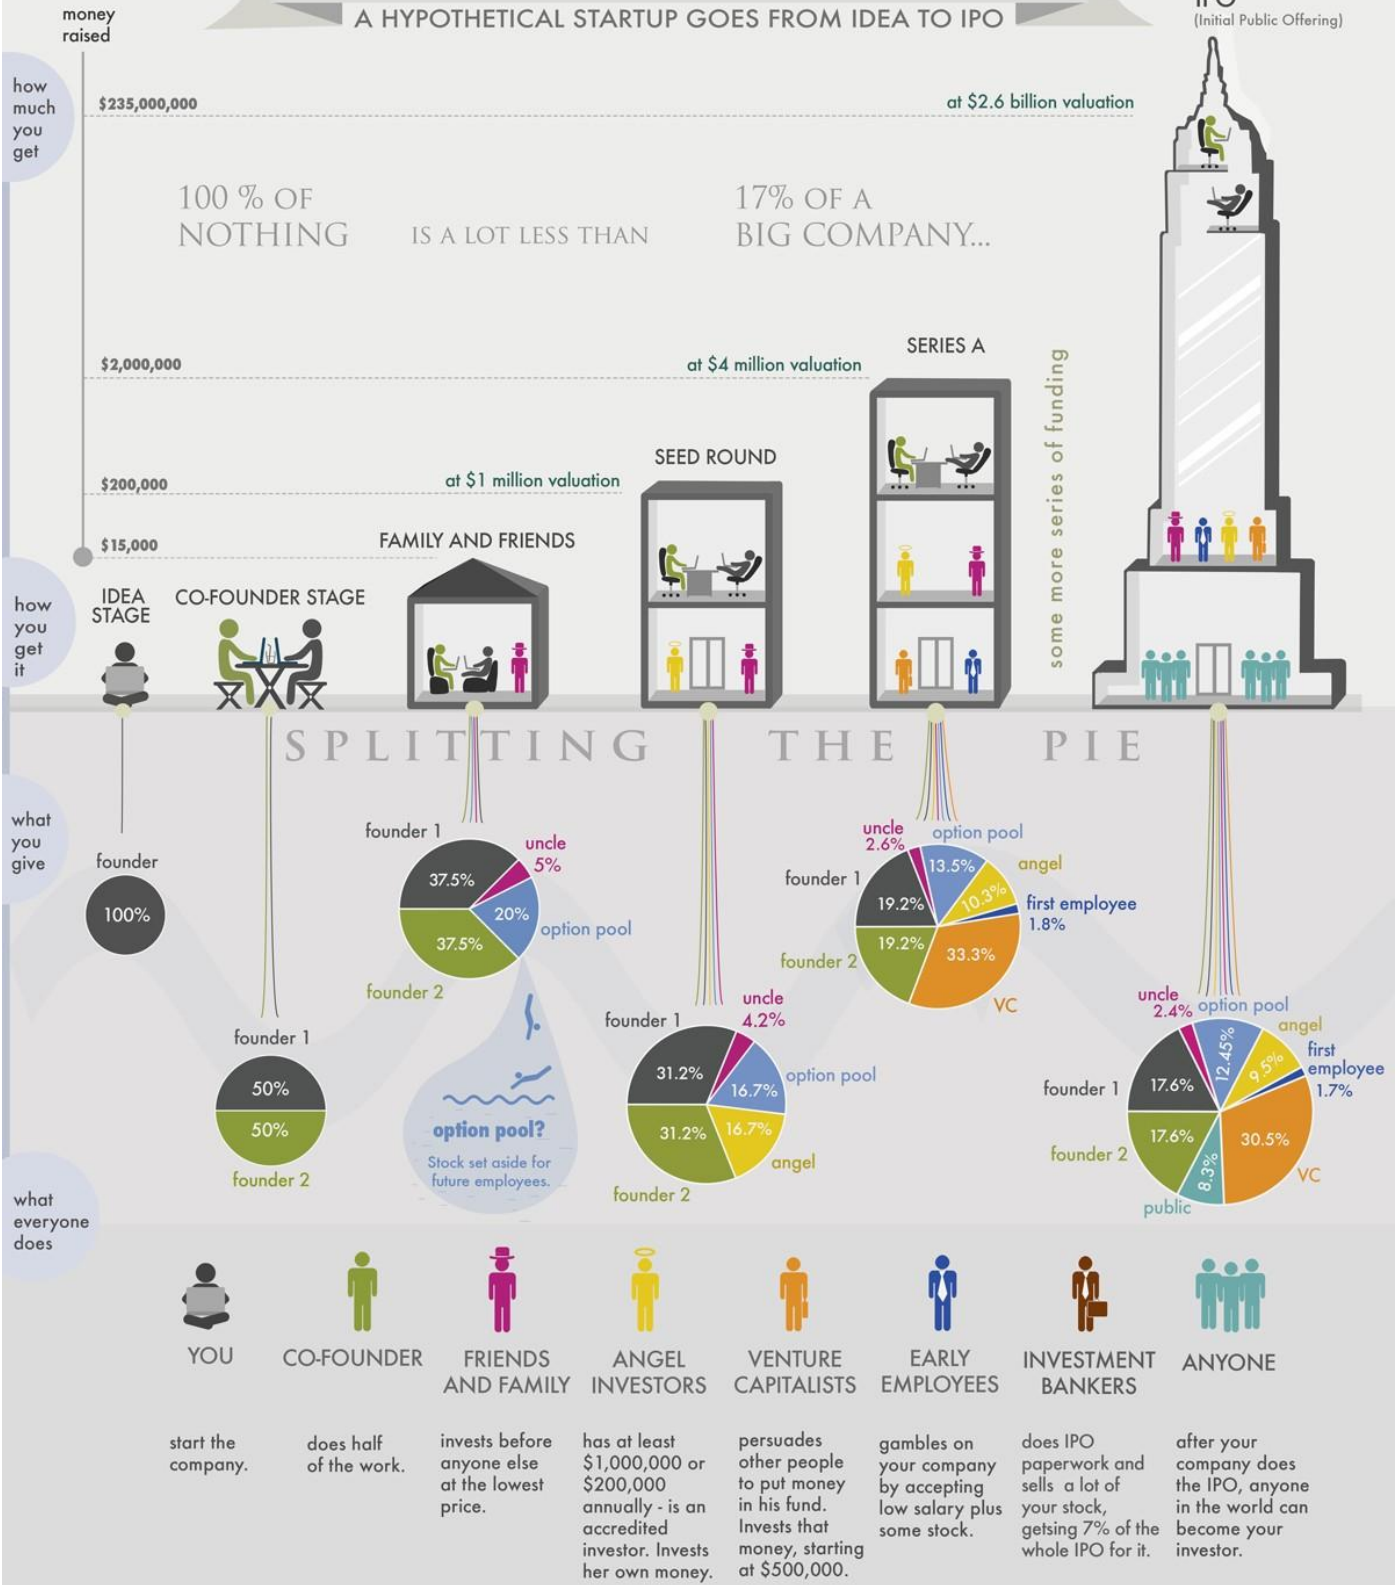 money
raised
A HYPOTHETICAL STARTUP GOES FROM IDEA TO IPO
IPO
(Initial Public Offering)
how
much
you
get
$235,000,000
at $2.6 billion valuation
100 % OF
NOTHING
IS A LOT LESS THAN
17% OF A
BIG COMPANY...
SERIES A
$2,000,000
at $4 million valuation
some more series of funding
SEED ROUND
$200,000
at $1 million valuation
$15,000
FAMILY AND FRIENDS
how
you
get
it
IDEA
STAGE
CO-FOUNDER STAGE
SPLITTING THE PIE
what
you
give
founder
100%
founder 1
50%
50%
founder 2
founder 1
uncle
5%
37.5%
20%
option pool
37.5%
founder 2
option pool?
Stock set aside for
future employees.
founder 1
uncle
4.2%
31.2%
16.7%
option pool
31.2%
16.7%
angel
founder 2
uncle
2.6%
option pool
13.5%
angel
founder 1
10.3%
19.2%
first employee
1.8%
19.2%
33.3%
founder 2
VC
uncle
2.4%
option pool
12.45%
angel
9.5%
first
employee
1.7%
founder 1
17.6%
17.6%
30.5%
founder 2
8.3%
VC
public
what
everyone
does
YOU
start the
company.
CO-FOUNDER
does half
of the work.
FRIENDS
AND FAMILY
invests before
anyone else
at the lowest
price.
ANGEL
INVESTORS
has at least
$1,000,000 or
$200,000
annually - is an
accredited
investor. Invests
her own money.
VENTURE
CAPITALISTS
persuades
other people
to put money
in his fund.
Invests that
money, starting
at $500,000.
EARLY
EMPLOYEES
gambles on
your company
by accepting
low salary plus
some stock.
INVESTMENT
BANKERS
does IPO
paperwork and
sells a lot of
your stock,
getsing 7% of the
whole IPO for it.
ANYONE
after your
company does
the IPO, anyone
in the world can
become your
investor.